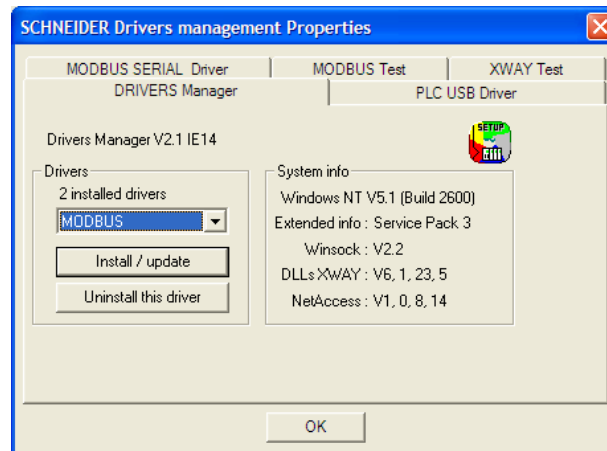 SCHNEIDER Drivers management Properties
MODBUS SERIAL Driver
MODBUS Test
XWAY Test
DRIVERS Manager
PLC USB Driver
Drivers Manager V2.1 IE14
SETUP
Drivers
2 installed drivers
MODBUS
Install / update
Uninstall this driver
System info
Windows NT V5.1 (Build 2600)
Extended info : Service Pack 3
Winsock : V2.2
DLLs XWAY : V6, 1, 23, 5
NetAccess : V1, 0, 8, 14
OK